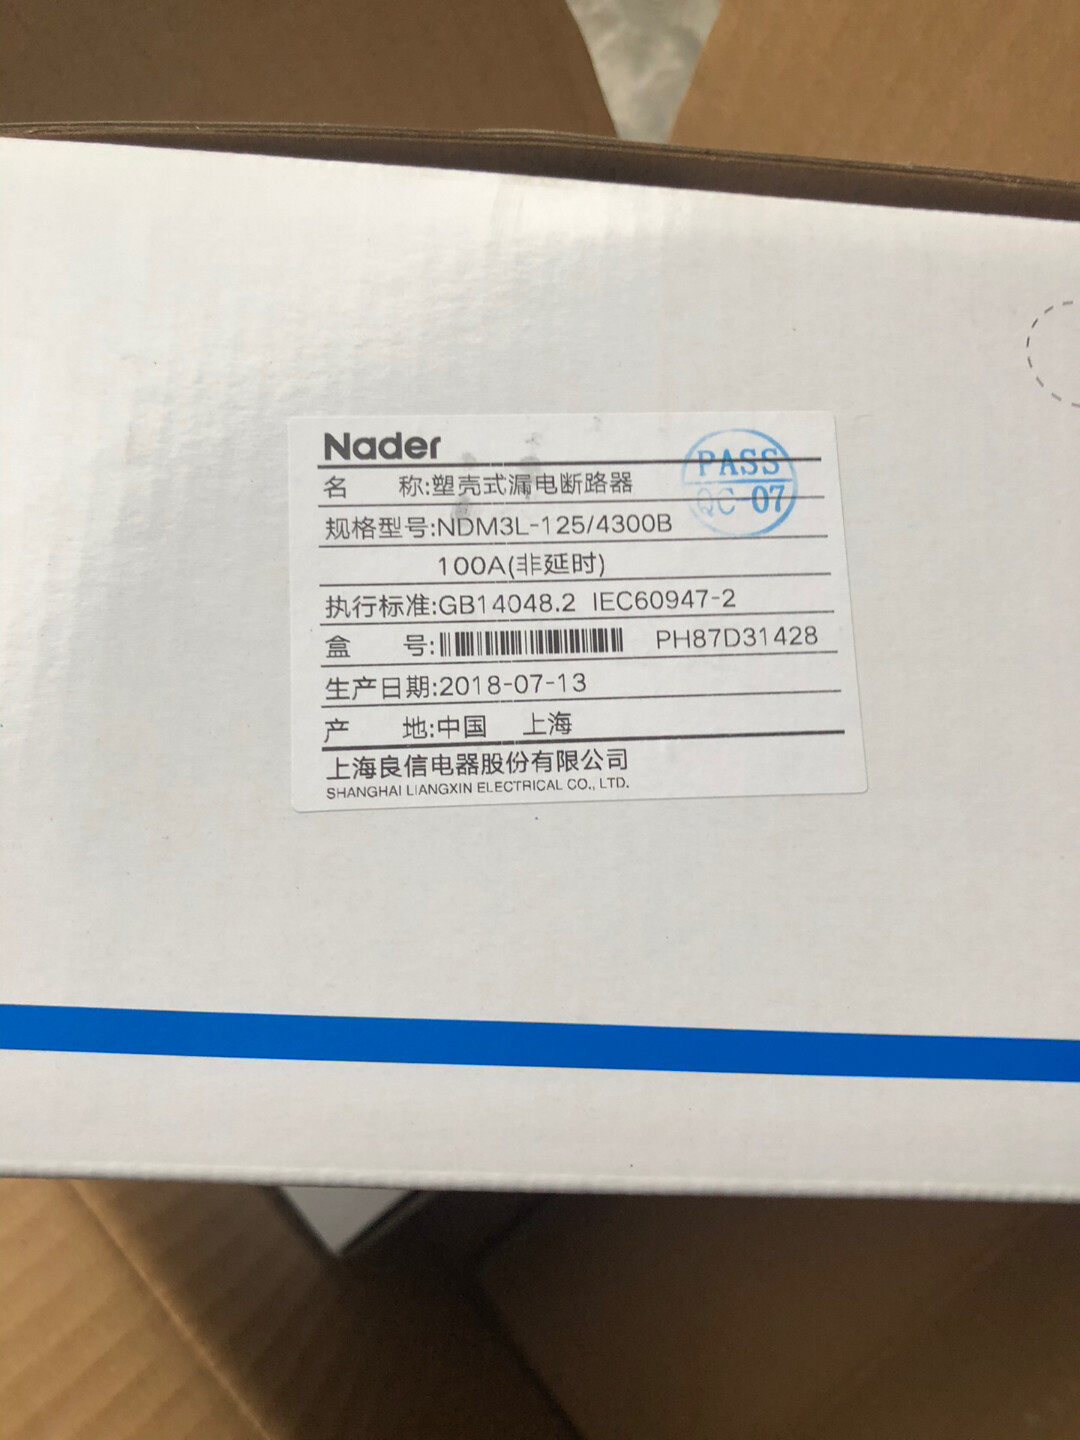 Nader
PASS
QC-07
名 称:塑壳式漏电断路器
规格型号:NDM3L-125/4300B
100A(非延时)
执行标准:GB14048.2 IEC60947-2
盒 号: PH87D31428
生产日期:2018-07-13
产 地:中国 上海
上海良信电器股份有限公司
SHANGHAI LIANGXIN ELECTRICAL CO., LTD.